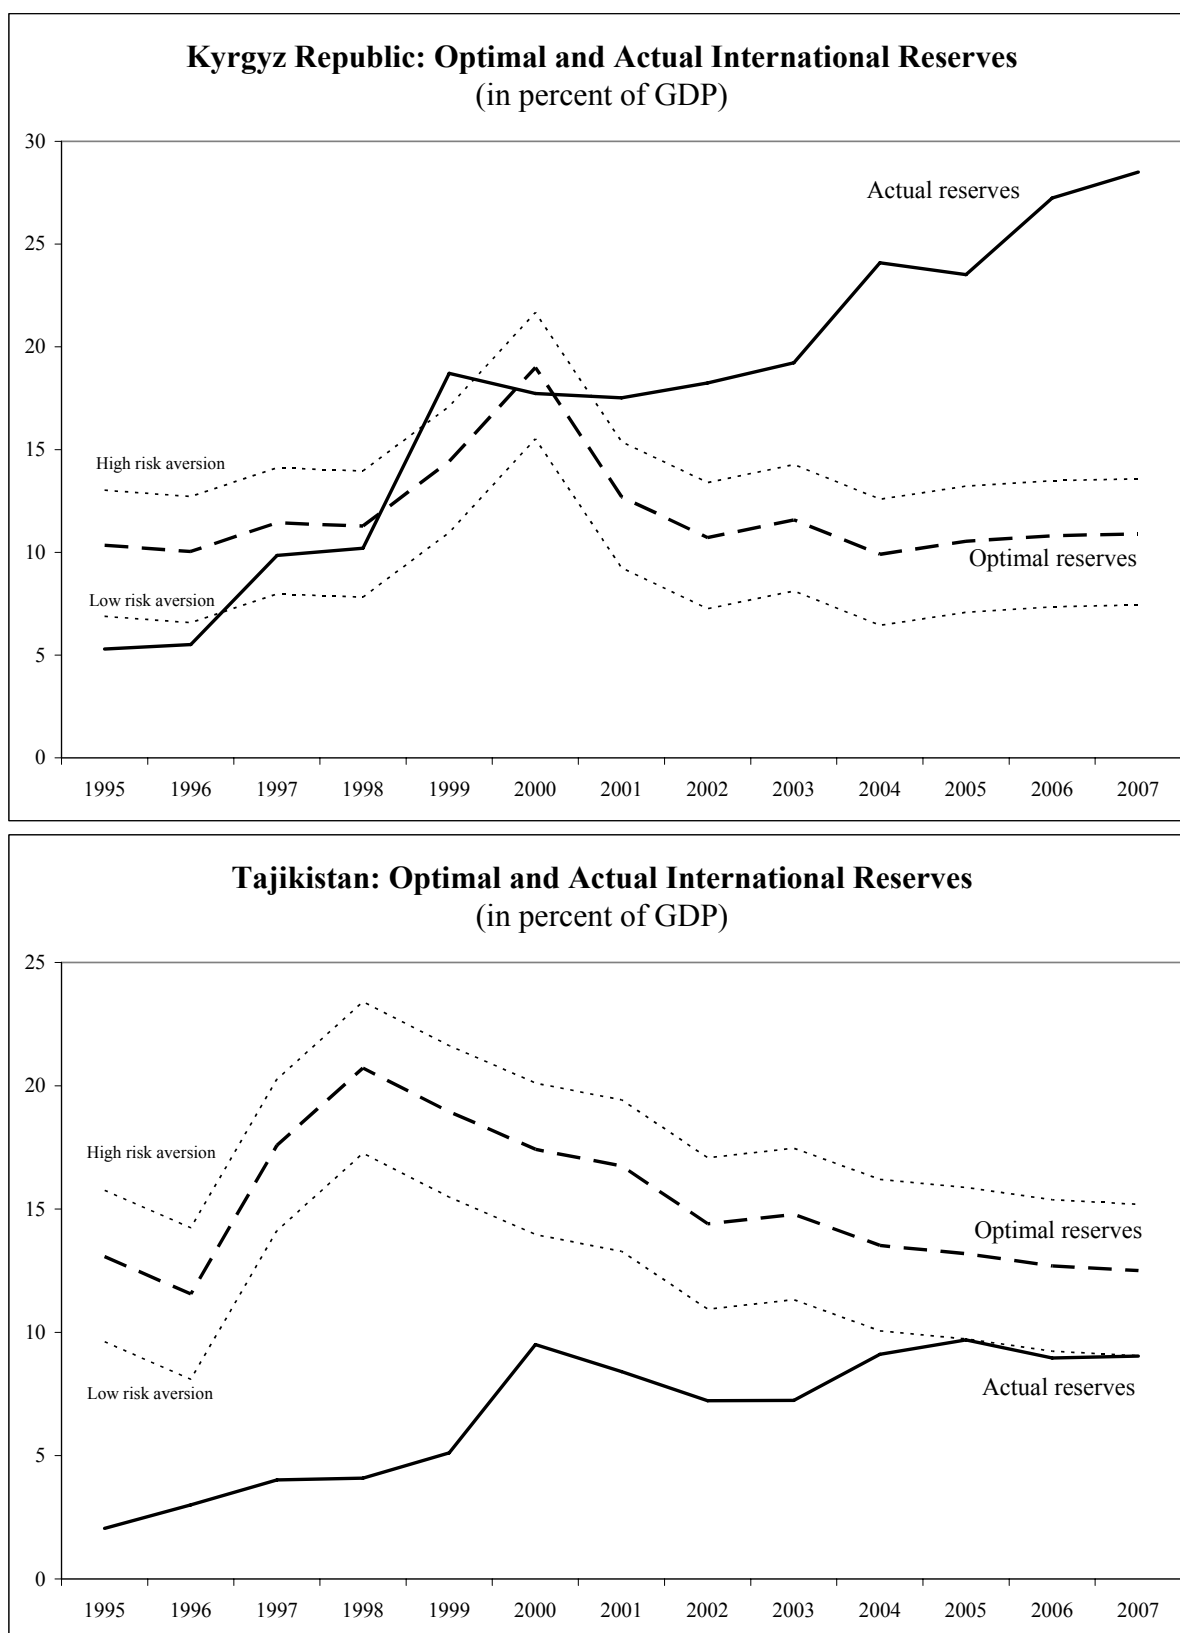 Kyrgyz Republic: Optimal and Actual International Reserves
(in percent of GDP)
30
Actual reserves
25
20
15
High risk aversion
10
Optimal reserves
Low risk aversion
5
0
1995 1996 1997 1998 1999 2000 2001 2002 2003 2004 2005 2006 2007
Tajikistan: Optimal and Actual International Reserves
(in percent of GDP)
25
20
High risk aversion
15
Optimal reserves
10
Low risk aversion
Actual reserves
5
0
1995 1996 1997 1998 1999 2000 2001 2002 2003 2004 2005 2006 2007